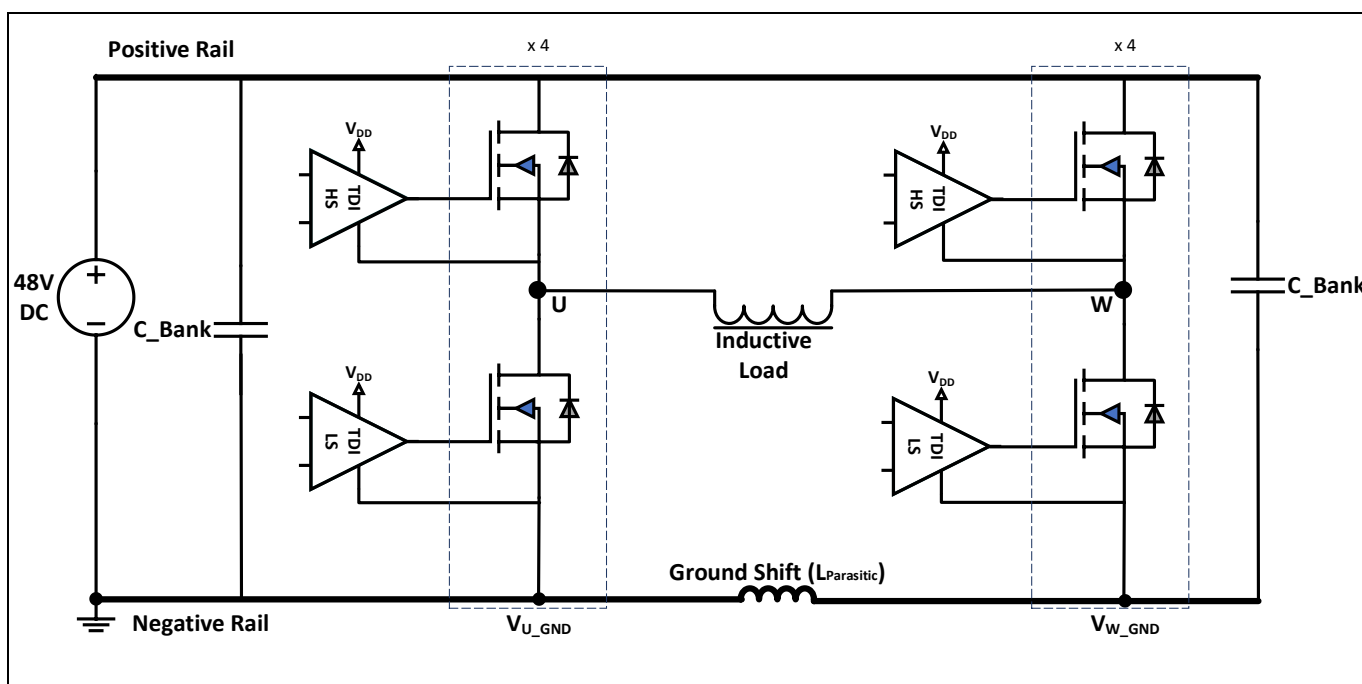 x 4
x 4
Positive Rail
VDD
TDI
HS
VDD
TDI
HS
48V
DC
C_Bank
U
Inductive
Load
W
C_Bank
VDD
TDI
LS
VDD
TDI
LS
Ground Shift (LParasitic)
Negative Rail
VU_GND
VW_GND